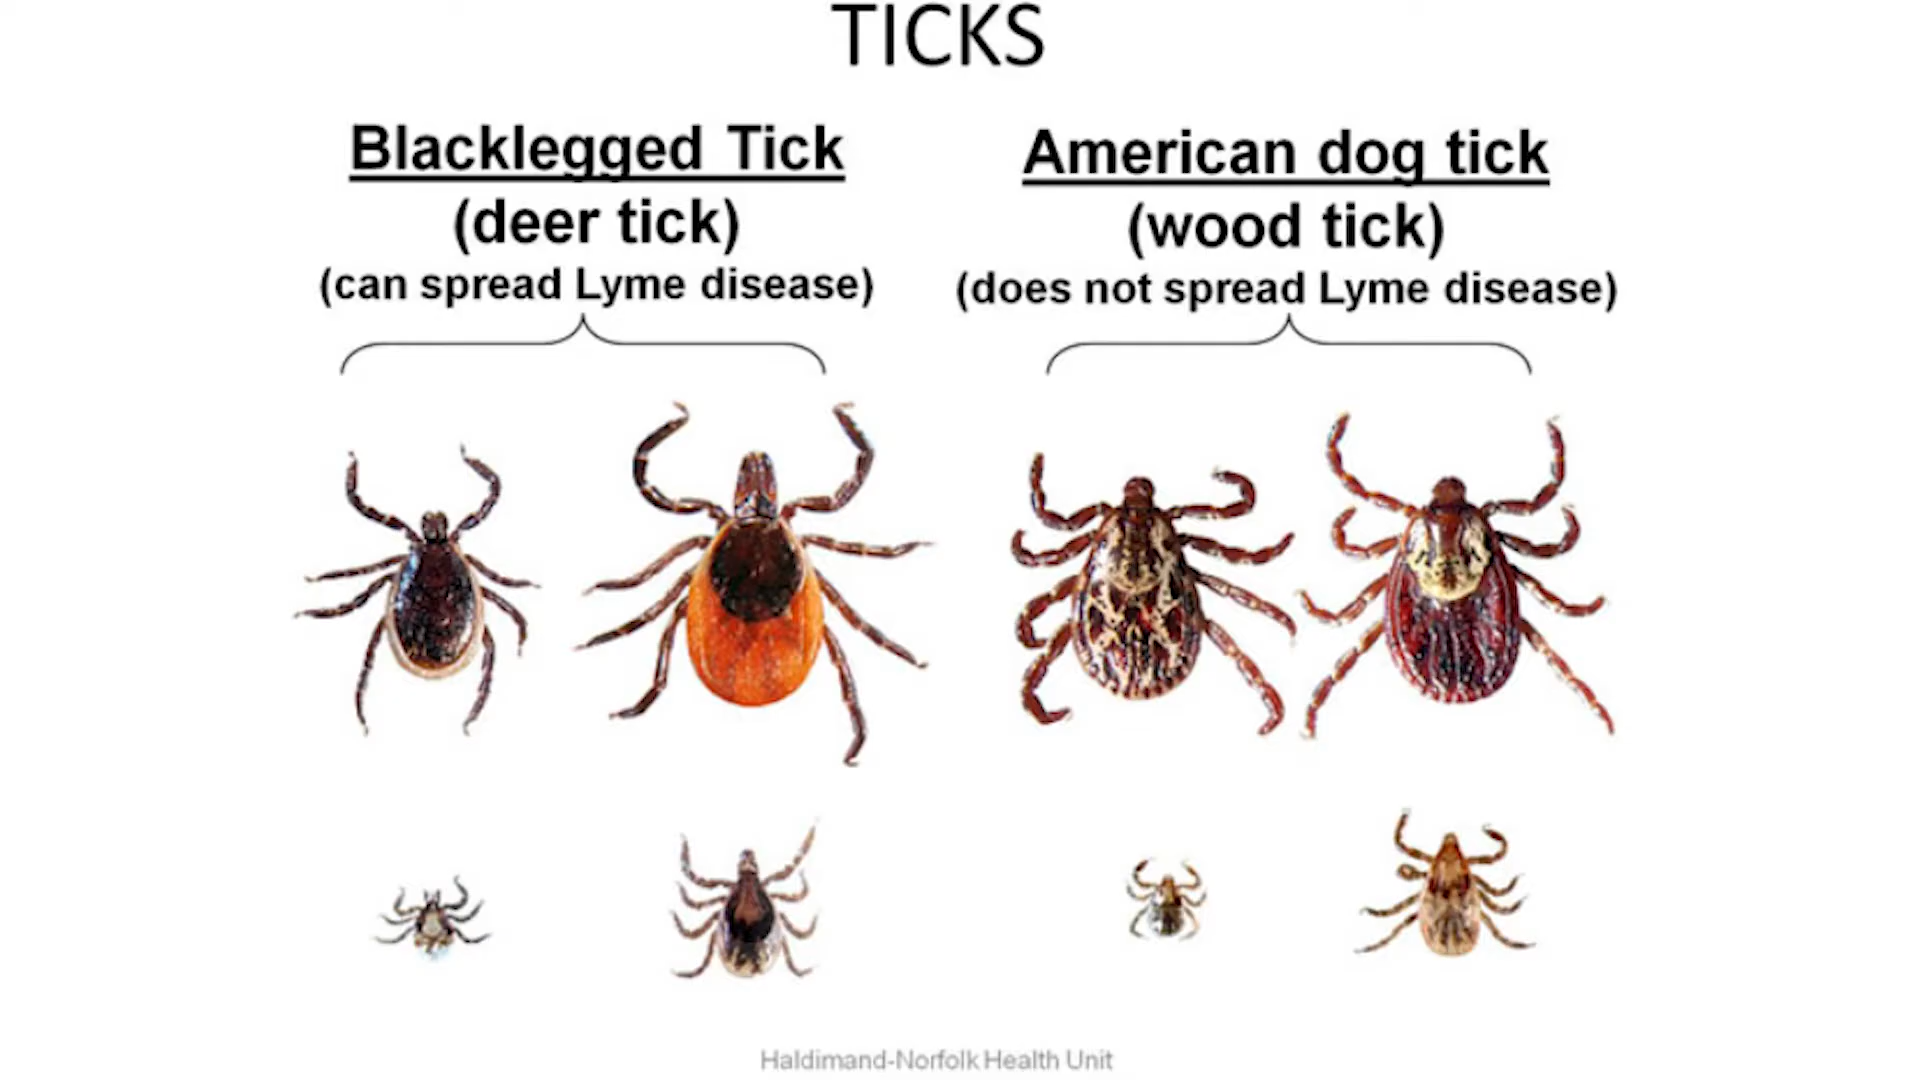 TICKS
Blacklegged Tick
(deer tick)
(can spread Lyme disease)
American dog tick
(wood tick)
(does not spread Lyme disease)
Haldimand-Norfolk Health Unit